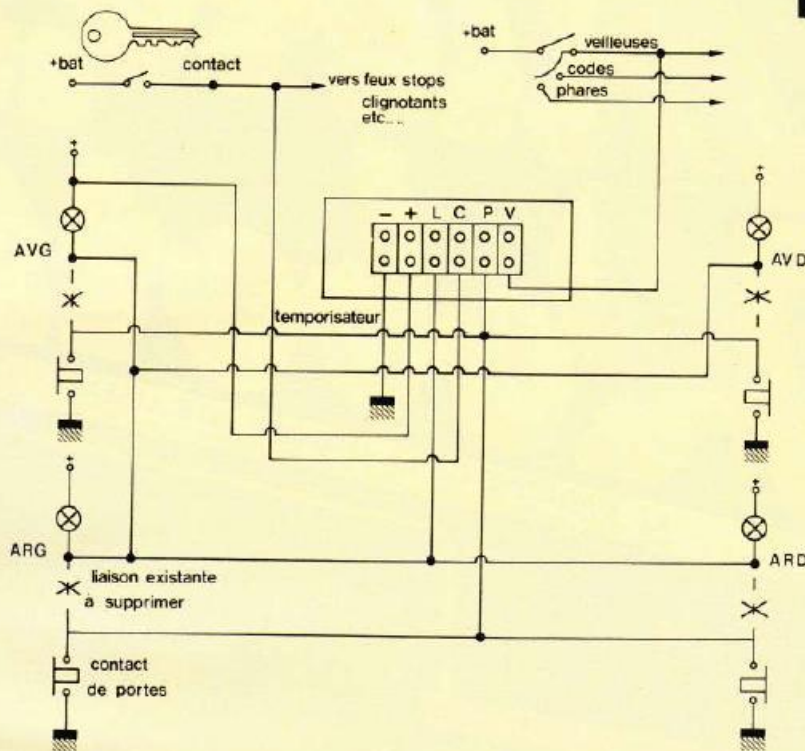 +bat
contact
vers feux stops
clignotants
etc....
+bat
veilleuses
codes
phares
+
+
- + L C P V
AVG
AVD
temporisateur
+
+
ARG
ARD
liaison existante
à supprimer
contact
de portes